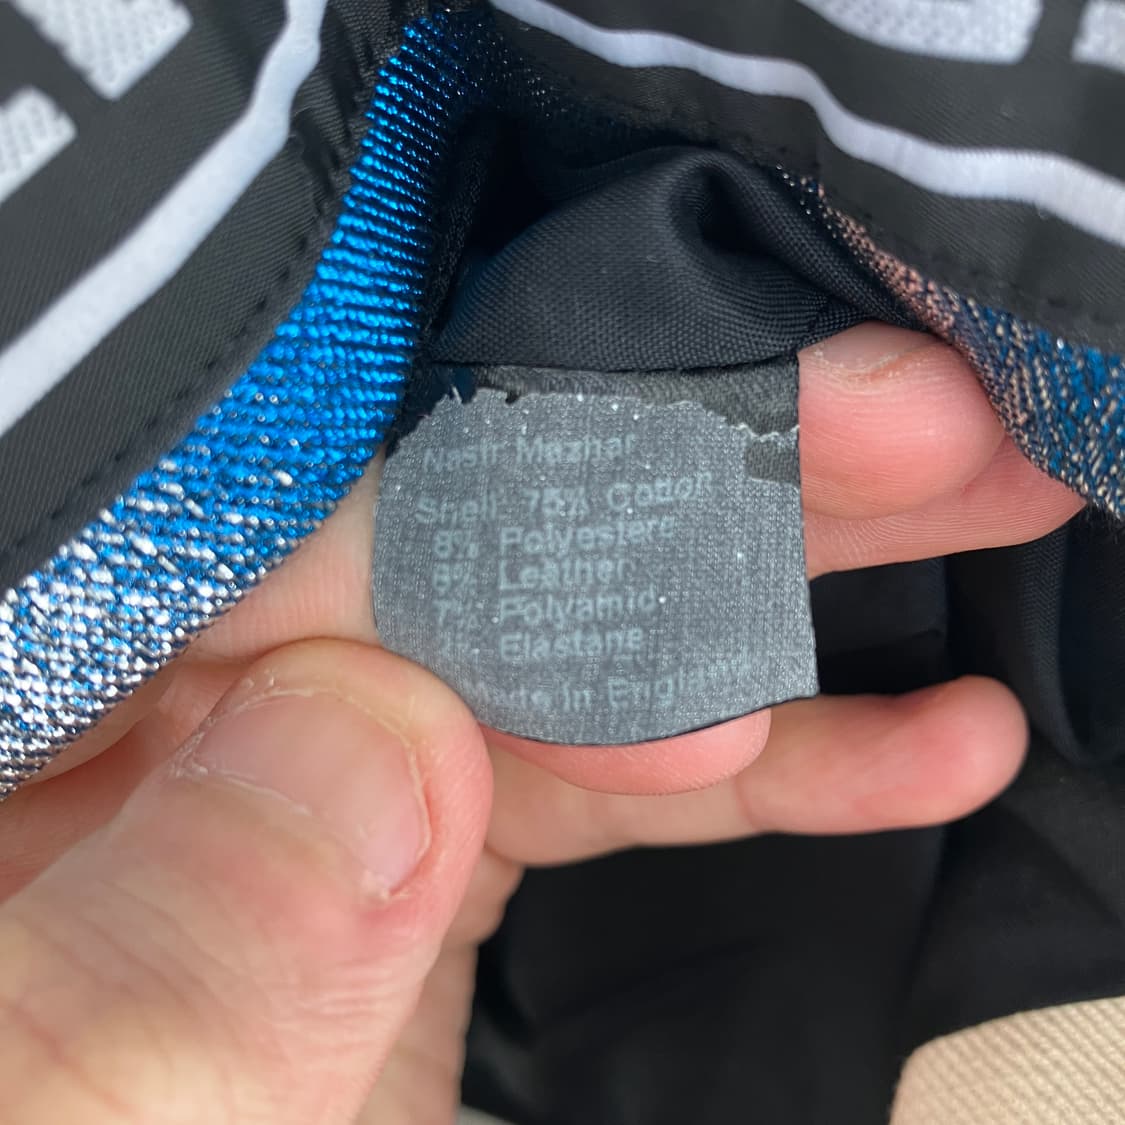 Nasir Mazhar
Shell 75% Cotton
8% Polyestere
8% Leather
7% Polyamid
2% Elastane
Made in England